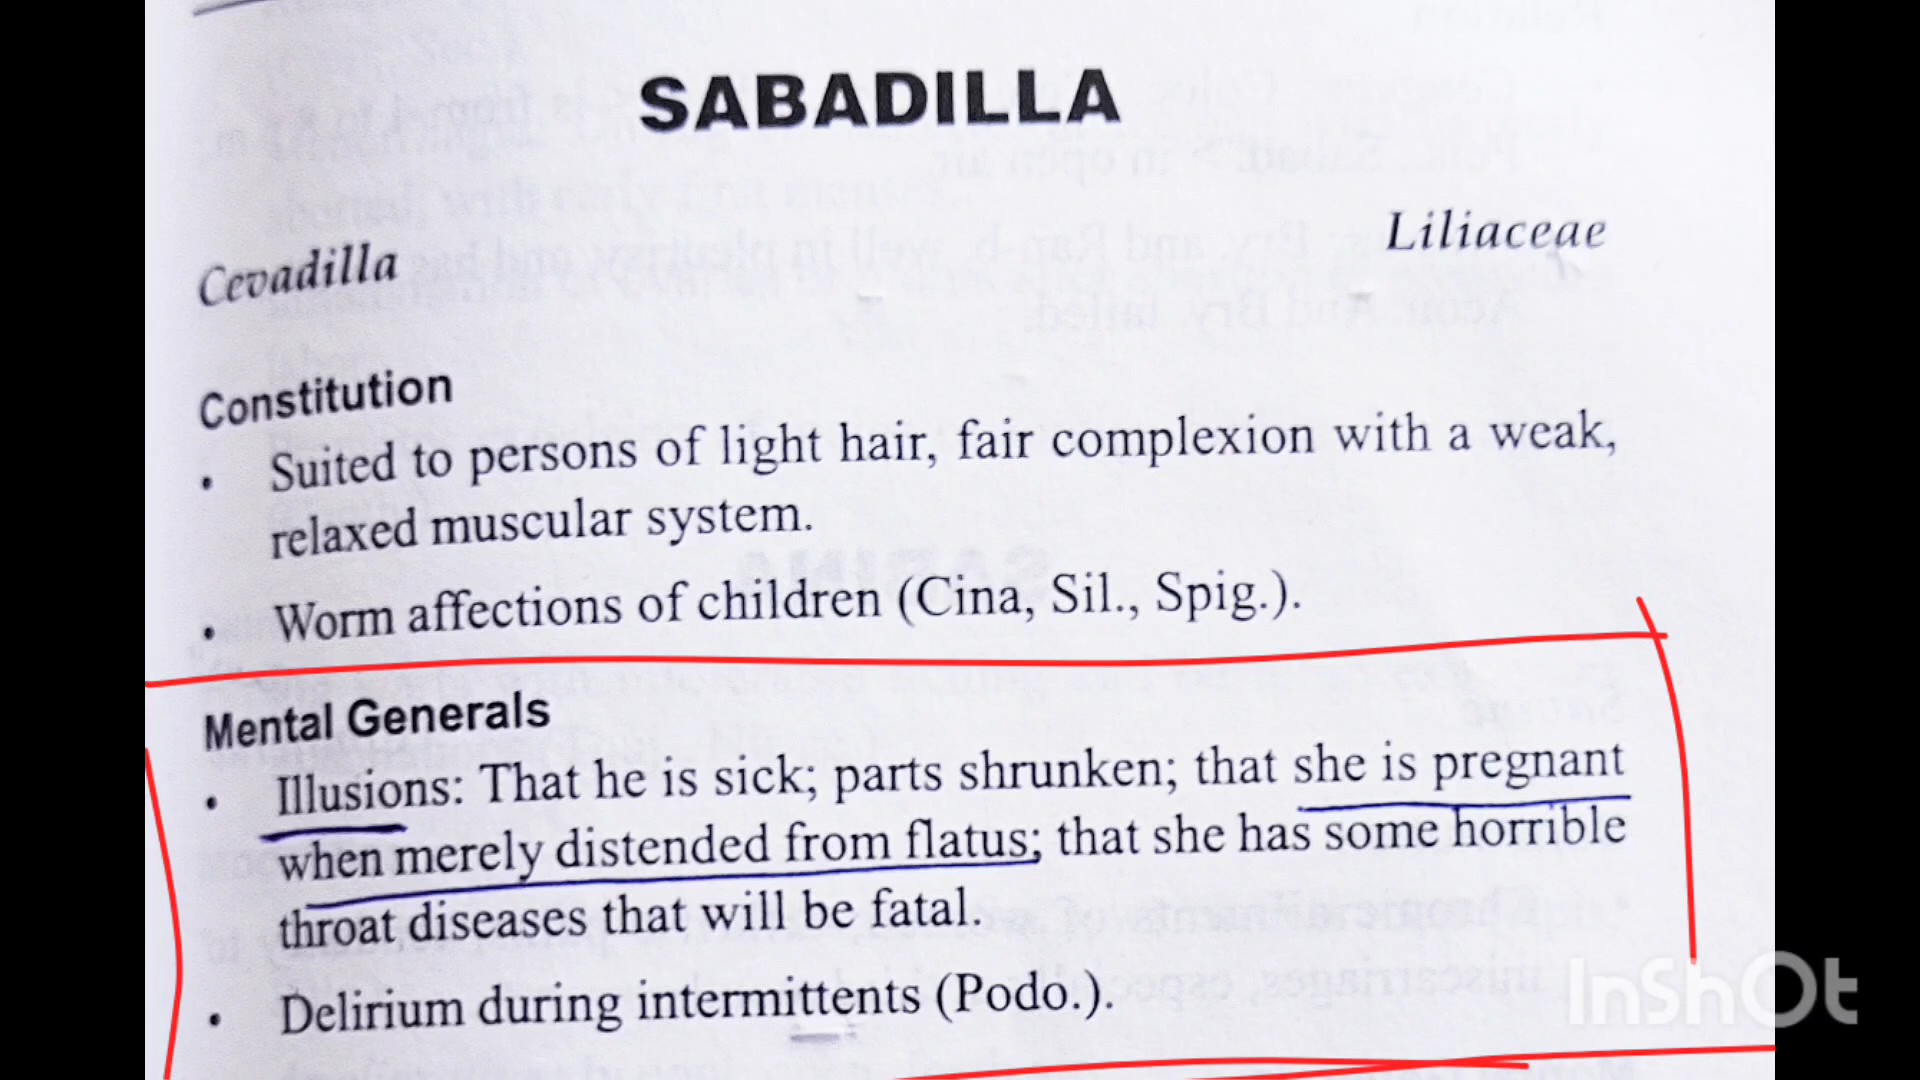 SABADILLA
Cevadilla
Liliaceae
Constitution
• Suited to persons of light hair, fair complexion with a weak,
relaxed muscular system.
• Worm affections of children (Cina, Sil., Spig.).
Mental Generals
• Illusions: That he is sick; parts shrunken; that she is pregnant
when merely distended from flatus; that she has some horrible
throat diseases that will be fatal.
• Delirium during intermittents (Podo.).
InShOt